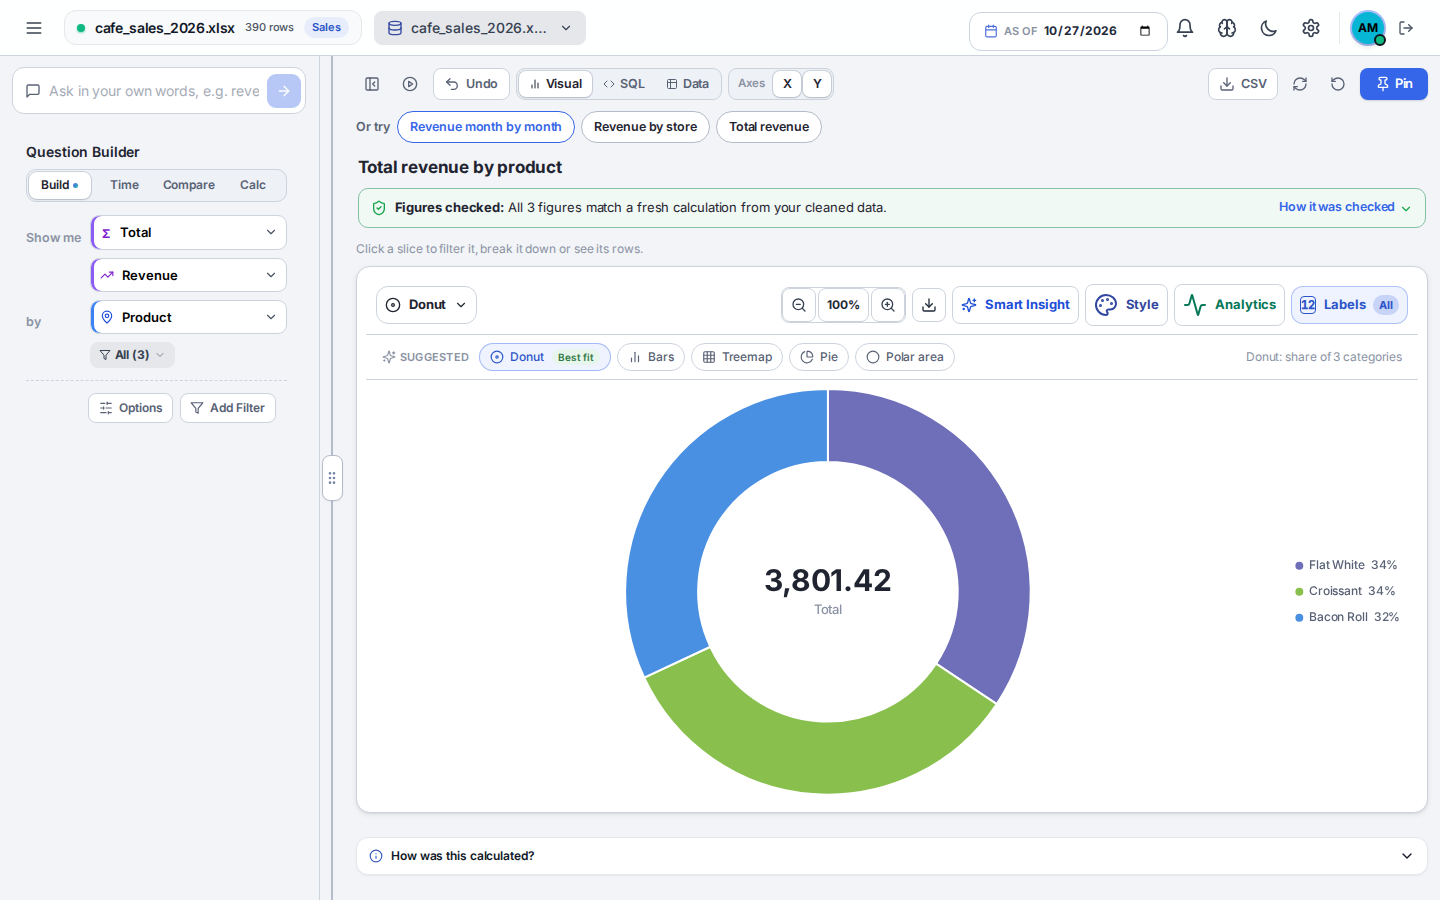 cafe_sales_2026.xlsx 390 rows Sales cafe_sales_2026.x... AS OF 10/27/2026 AM
Ask in your own words, e.g. reve
Undo Visual SQL Data Axes X Y CSV Pin
Or try Revenue month by month Revenue by store Total revenue
Question Builder
Build Time Compare Calc
Show me Total
Revenue
by Product
All (3)
Options Add Filter
Total revenue by product
Figures checked: All 3 figures match a fresh calculation from your cleaned data. How it was checked
Click a slice to filter it, break it down or see its rows.
Donut 100% Smart Insight Style Analytics 12 Labels All
SUGGESTED Donut Best fit Bars Treemap Pie Polar area Donut: share of 3 categories
3,801.42
Total
Flat White 34%
Croissant 34%
Bacon Roll 32%
How was this calculated?